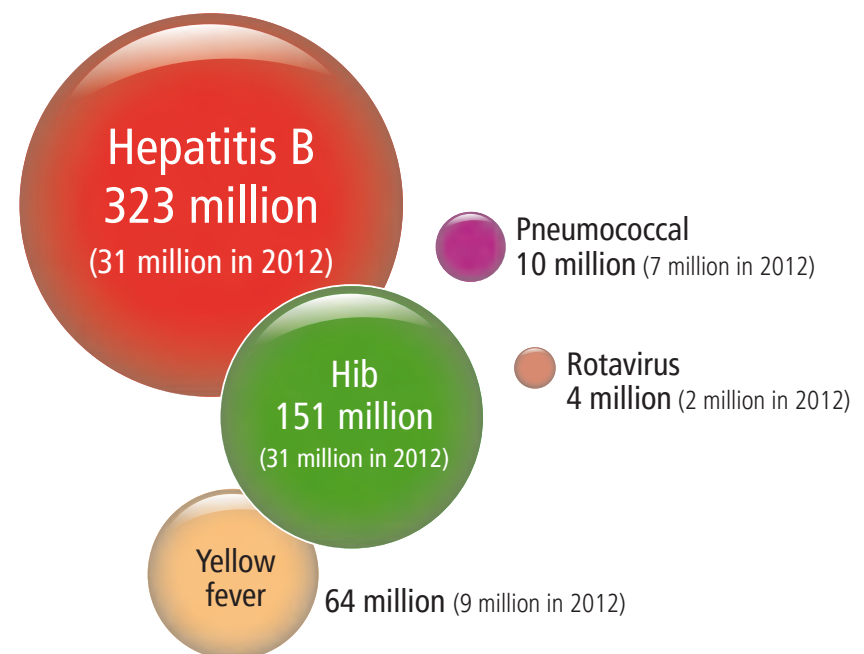 Hepatitis B
323 million
(31 million in 2012)
Pneumococcal
10 million (7 million in 2012)
Rotavirus
4 million (2 million in 2012)
Hib
151 million
(31 million in 2012)
Yellow
fever
64 million (9 million in 2012)